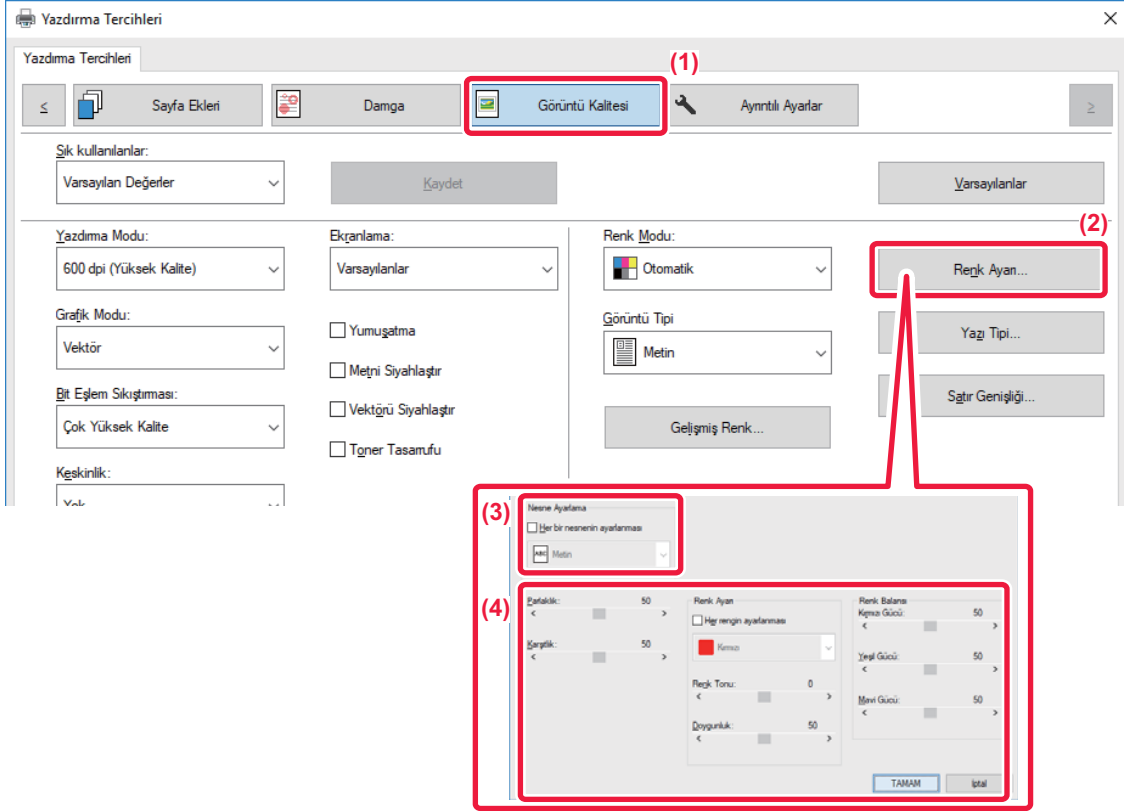 Yazdırma Tercihleri
Yazdırma Tercihleri
(1)
<
Sayfa Ekleri
Damga
Görüntü Kalitesi
Ayrıntılı Ayarlar
>
Sık kullanılanlar:
Varsayılan Değerler
Kaydet
Varsayılanlar
(2)
Yazdırma Modu:
600 dpi (Yüksek Kalite)
Ekranlama:
Varsayılanlar
Renk Modu:
Otomatik
Renk Ayarı...
Grafik Modu:
Vektör
Yumuşatma
Metni Siyahlaştır
Vektörü Siyahlaştır
Toner Tasarrufu
Görüntü Tipi
Metin
Yazı Tipi...
Bit Eşlem Sıkıştırması:
Çok Yüksek Kalite
Gelişmiş Renk...
Satır Genişliği...
Keskinlik:
Yok
(3)
Nesne Ayarlama
Her bir nesnenin ayarlanması
ABC Metin
(4)
Parlaklık: 50
Karşıtlık: 50
Renk Ayarı
Her rengin ayarlanması
Kırmızı
Renk Tonu: 0
Doygunluk: 50
Renk Balansı
Kırmızı Gücü: 50
Yeşil Gücü: 50
Mavi Gücü: 50
TAMAM
İptal